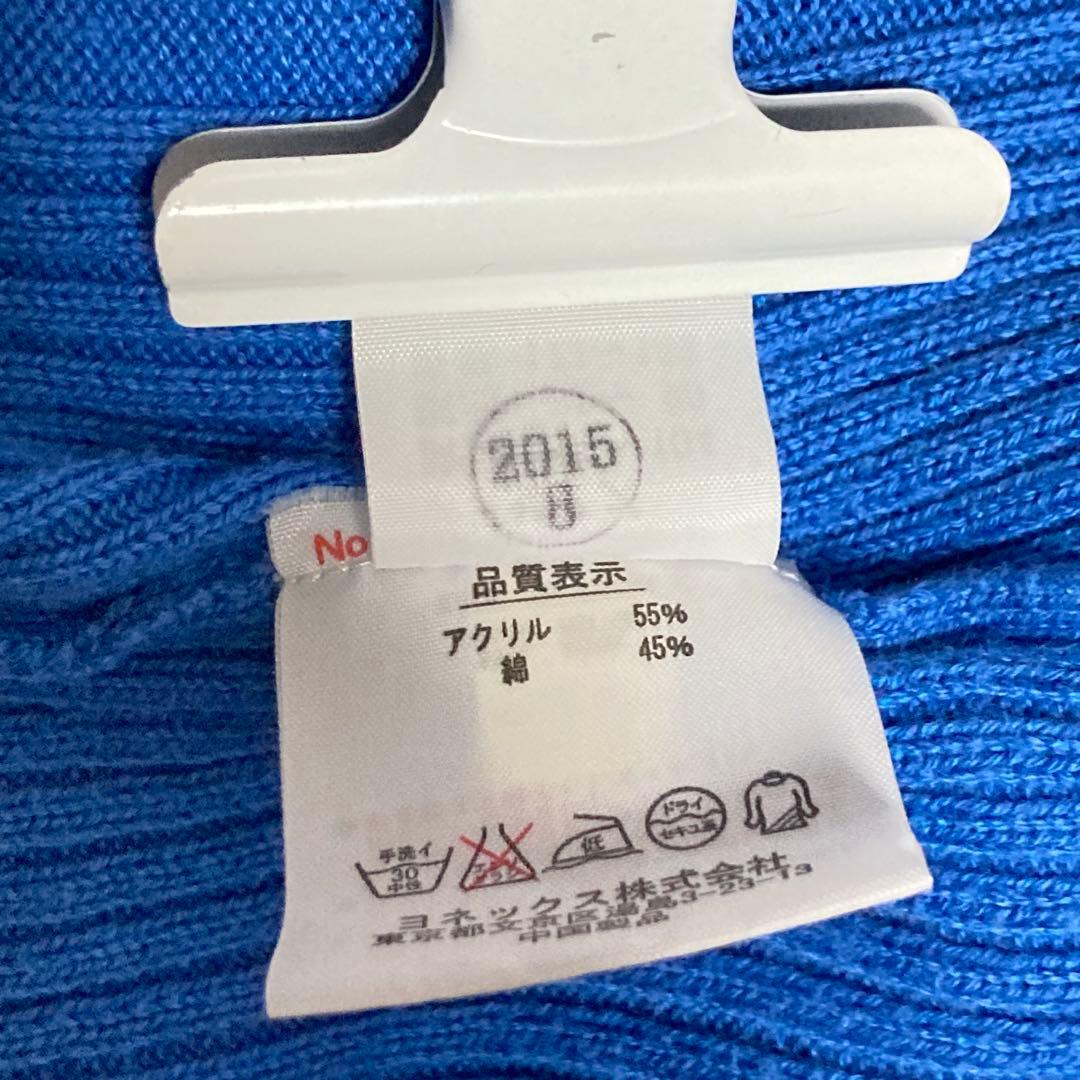 2015
8
No
品質表示
アクリル 55%
綿 45%
手洗イ
30
中性
低
ドライ
セキユ系
ヨネックス株式会社
東京都文京区湯島3-23-13
中国製品